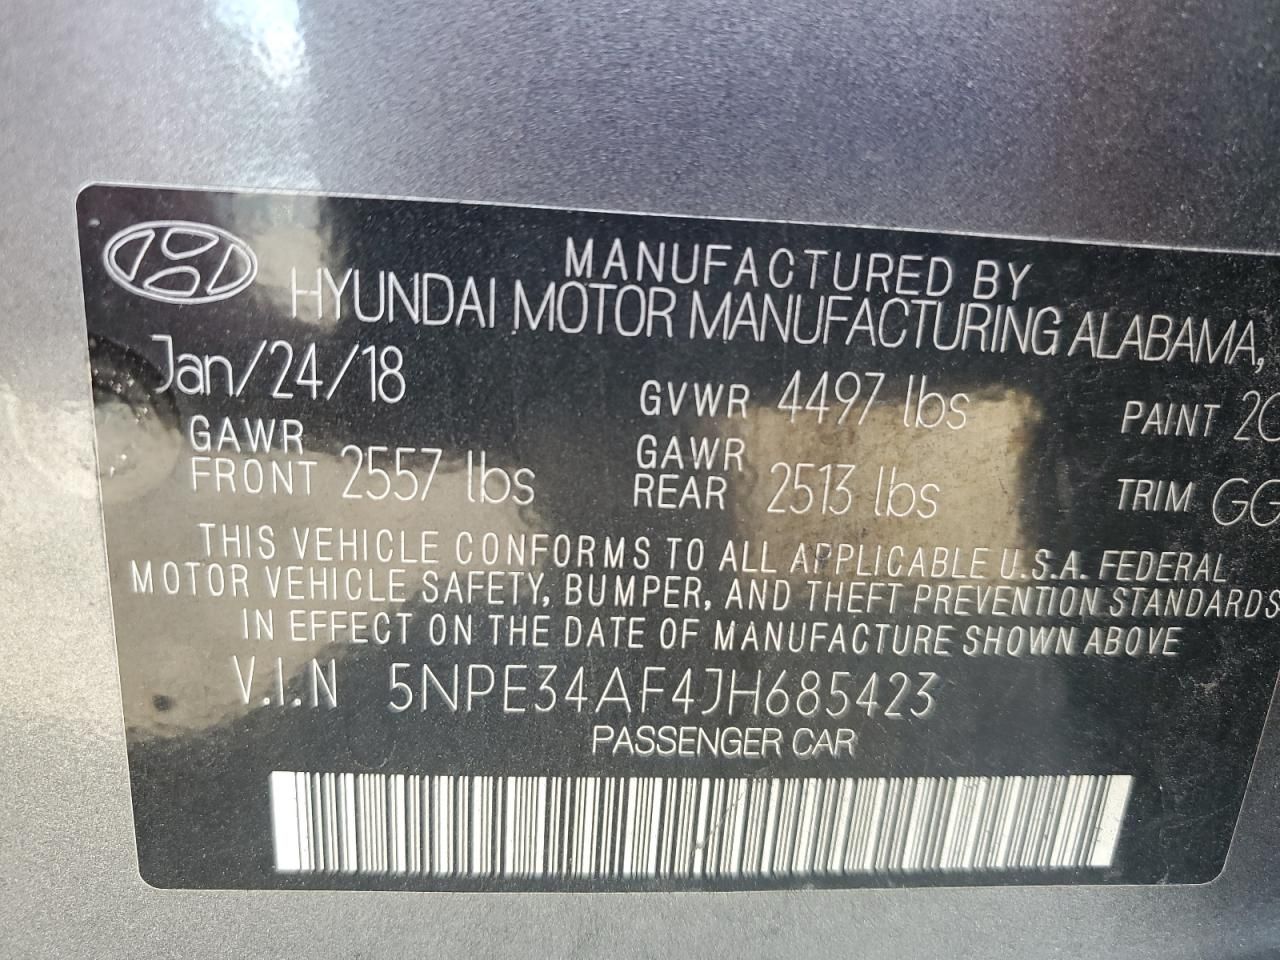 MANUFACTURED BY
HYUNDAI MOTOR MANUFACTURING ALABAMA,
Jan/24/18
GVWR 4497 lbs
PAINT
GAWR FRONT 2557 lbs
GAWR REAR 2513 lbs
TRIM
THIS VEHICLE CONFORMS TO ALL APPLICABLE U.S.A. FEDERAL
MOTOR VEHICLE SAFETY, BUMPER, AND THEFT PREVENTION STANDARDS
IN EFFECT ON THE DATE OF MANUFACTURE SHOWN ABOVE
V.I.N 5NPE34AF4JH685423
PASSENGER CAR